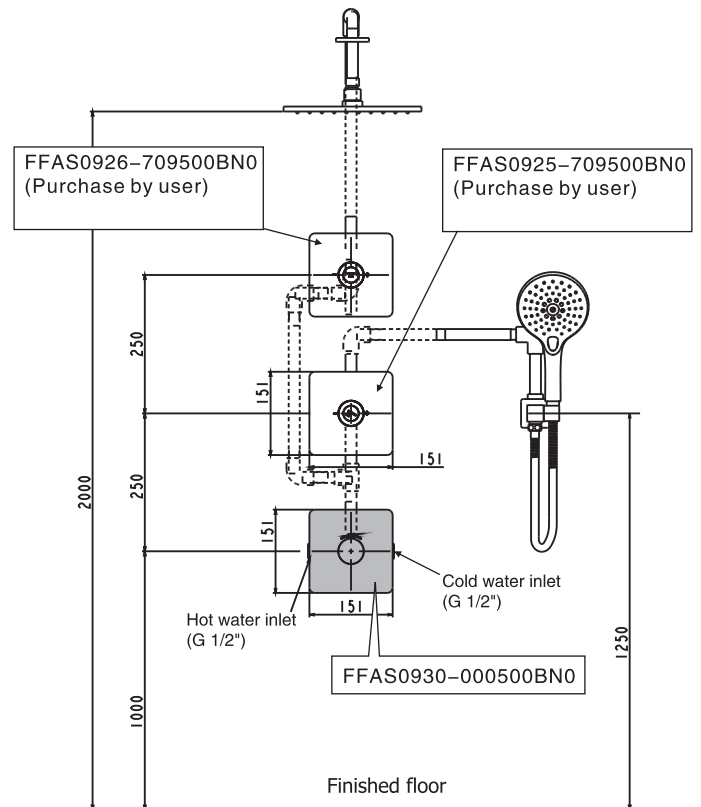 FFAS0926–709500BN0
(Purchase by user)
FFAS0925–709500BN0
(Purchase by user)
250
151
151
2000
250
151
Cold water inlet
(G 1/2")
151
Hot water inlet
(G 1/2")
1250
FFAS0930–000500BN0
1000
Finished floor